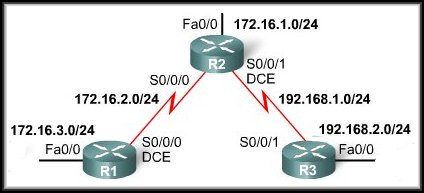 Fa0/0 172.16.1.0/24
R2
S0/0/0 S0/0/1
DCE
172.16.2.0/24 192.168.1.0/24
172.16.3.0/24 192.168.2.0/24
Fa0/0 S0/0/0 S0/0/1 Fa0/0
DCE
R1 R3